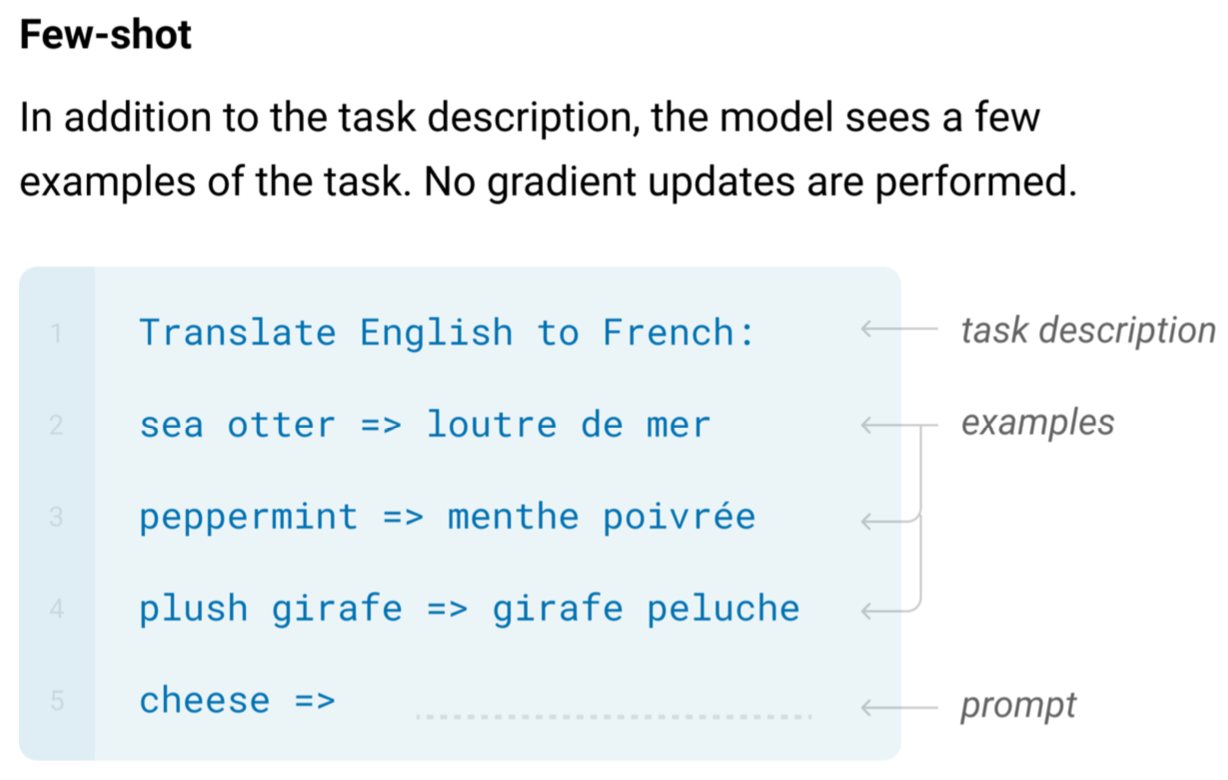 Few-shot
In addition to the task description, the model sees a few
examples of the task. No gradient updates are performed.
1 Translate English to French: task description
2 sea otter => loutre de mer examples
3 peppermint => menthe poivrée
4 plush girafe => girafe peluche
5 cheese => prompt